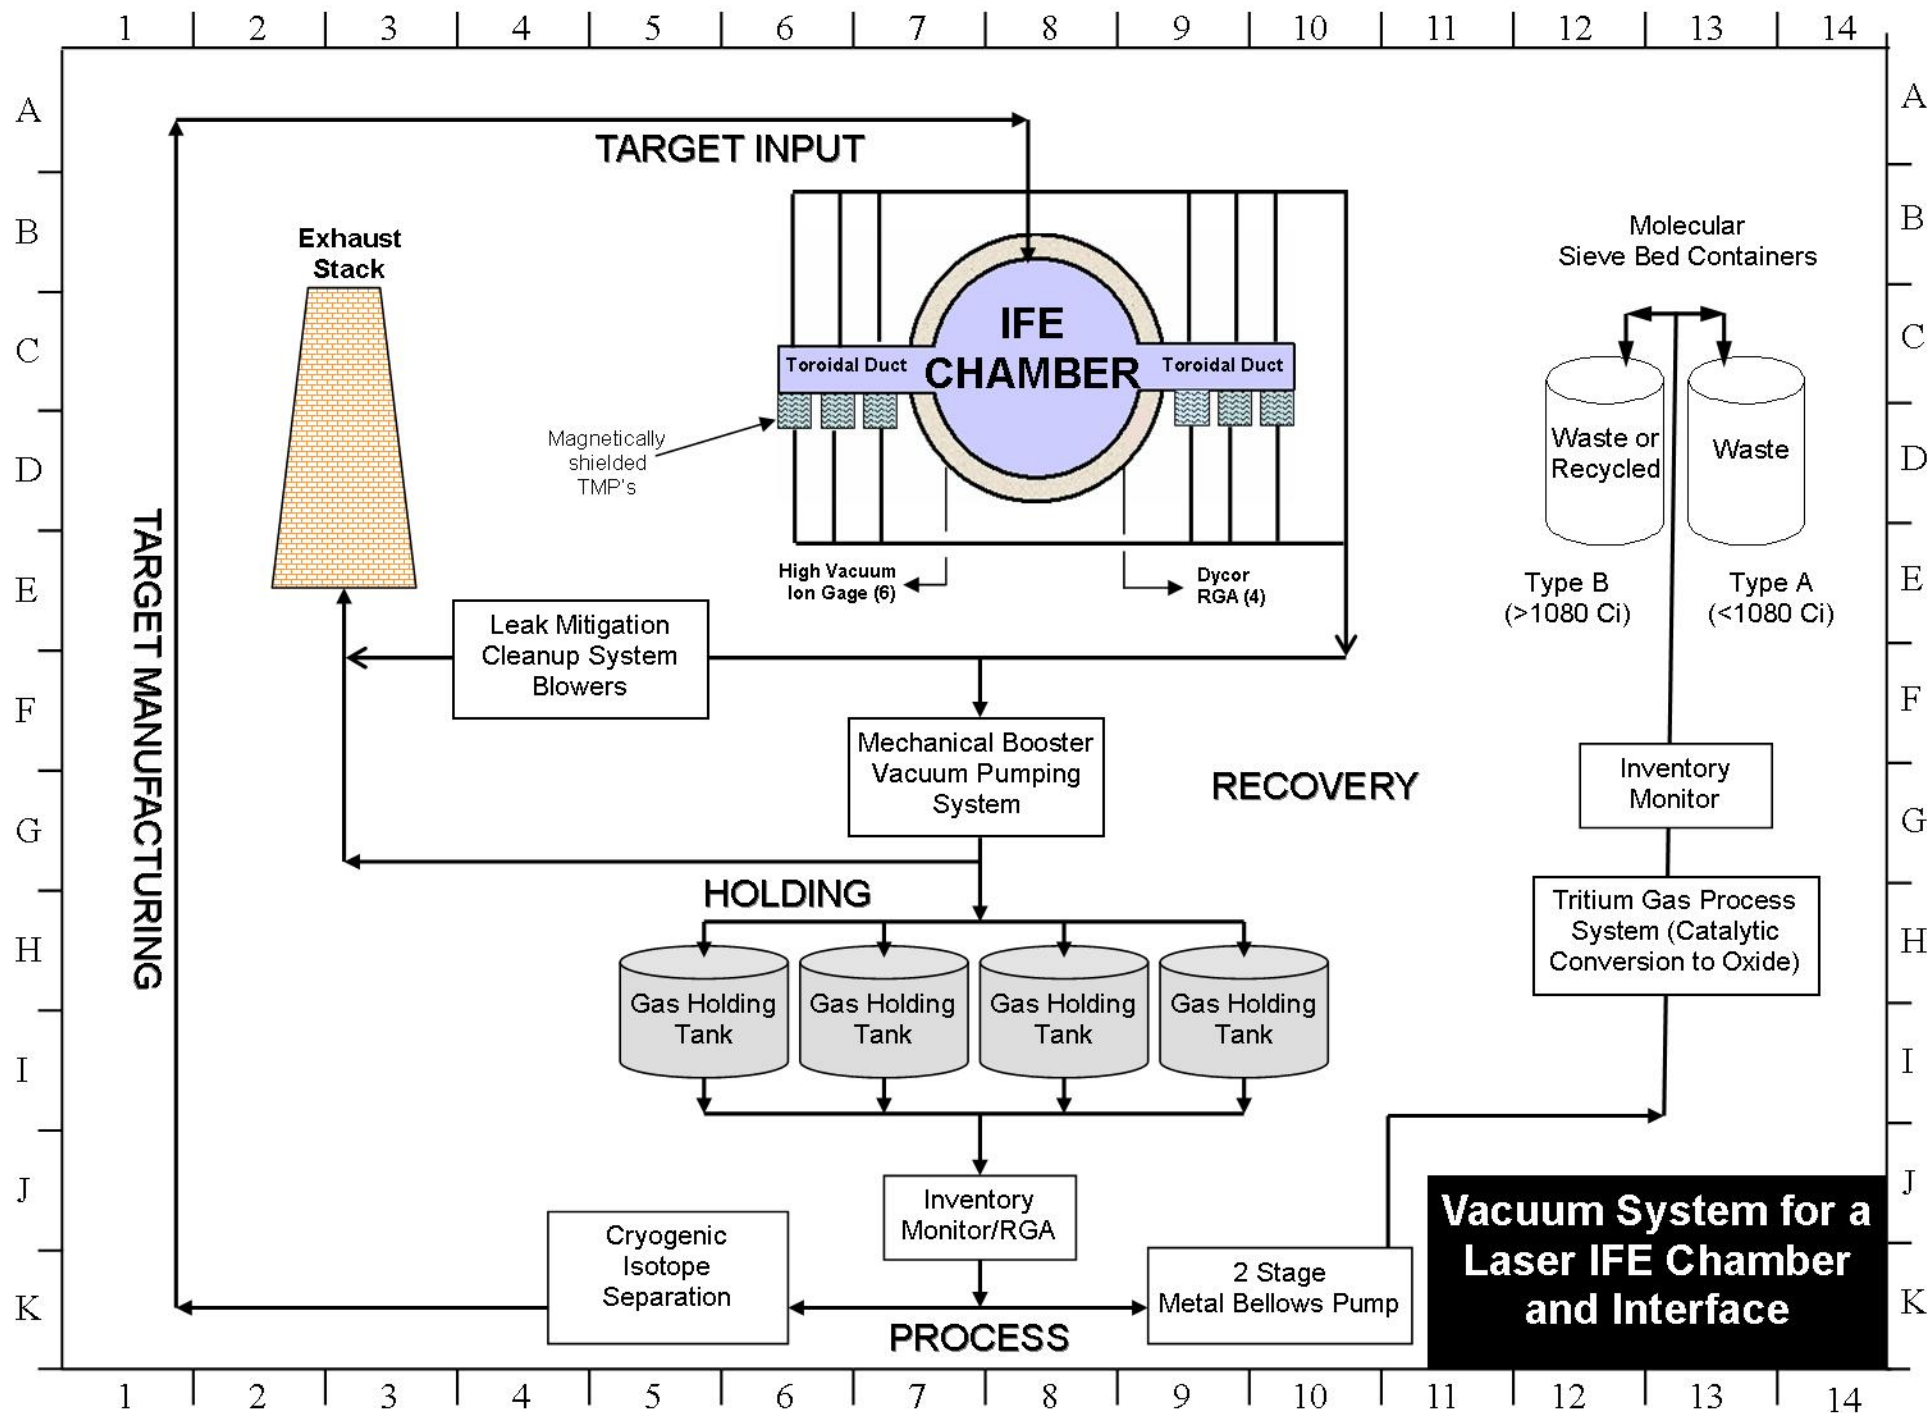 1 2 3 4 5 6 7 8 9 10 11 12 13 14
A A
TARGET INPUT
B B
Exhaust
Stack
Molecular
Sieve Bed Containers
C C
IFE
CHAMBER
Toroidal Duct
Toroidal Duct
Magnetically
shielded
TMP's
D D
Waste or
Recycled
Waste
High Vacuum
Ion Gage (6)
Dycor
RGA (4)
E E
Type B
(>1080 Ci)
Type A
(<1080 Ci)
TARGET MANUFACTURING
Leak Mitigation
Cleanup System
Blowers
F F
Mechanical Booster
Vacuum Pumping
System
RECOVERY
Inventory
Monitor
G G
HOLDING
Tritium Gas Process
System (Catalytic
Conversion to Oxide)
H H
Gas Holding
Tank
Gas Holding
Tank
Gas Holding
Tank
Gas Holding
Tank
I I
J J
Inventory
Monitor/RGA
Cryogenic
Isotope
Separation
2 Stage
Metal Bellows Pump
K K
PROCESS
Vacuum System for a
Laser IFE Chamber
and Interface
1 2 3 4 5 6 7 8 9 10 11 12 13 14